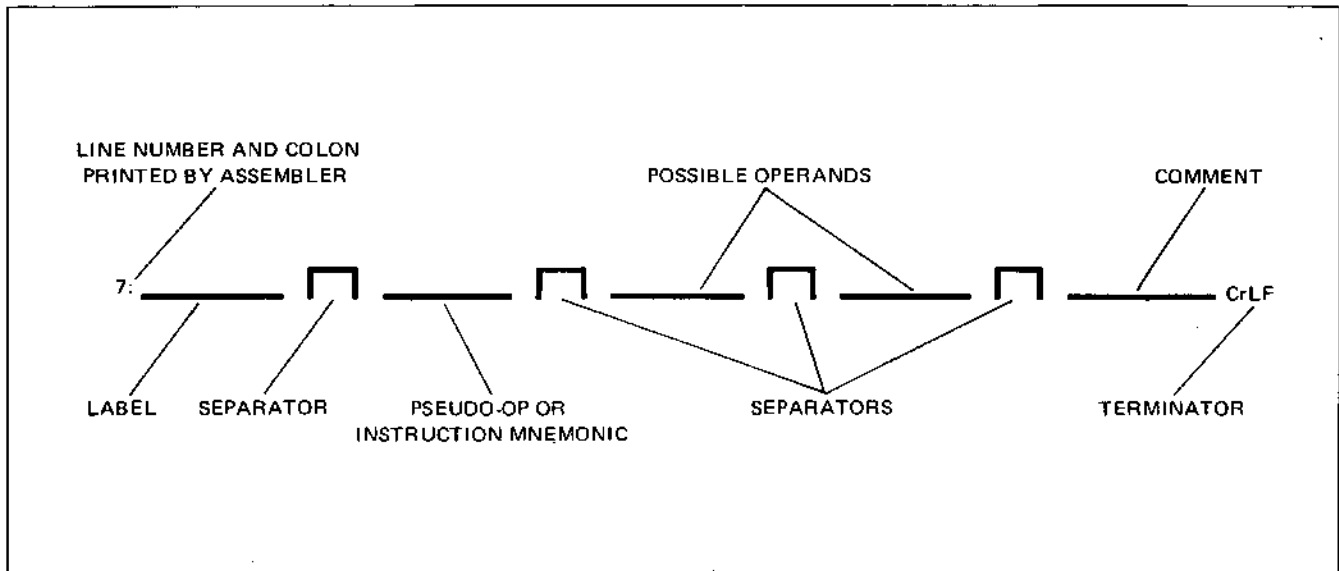 LINE NUMBER AND COLON
PRINTED BY ASSEMBLER
POSSIBLE OPERANDS
COMMENT
7:
CrLF
LABEL
SEPARATOR
PSEUDO-OP OR
INSTRUCTION MNEMONIC
SEPARATORS
TERMINATOR